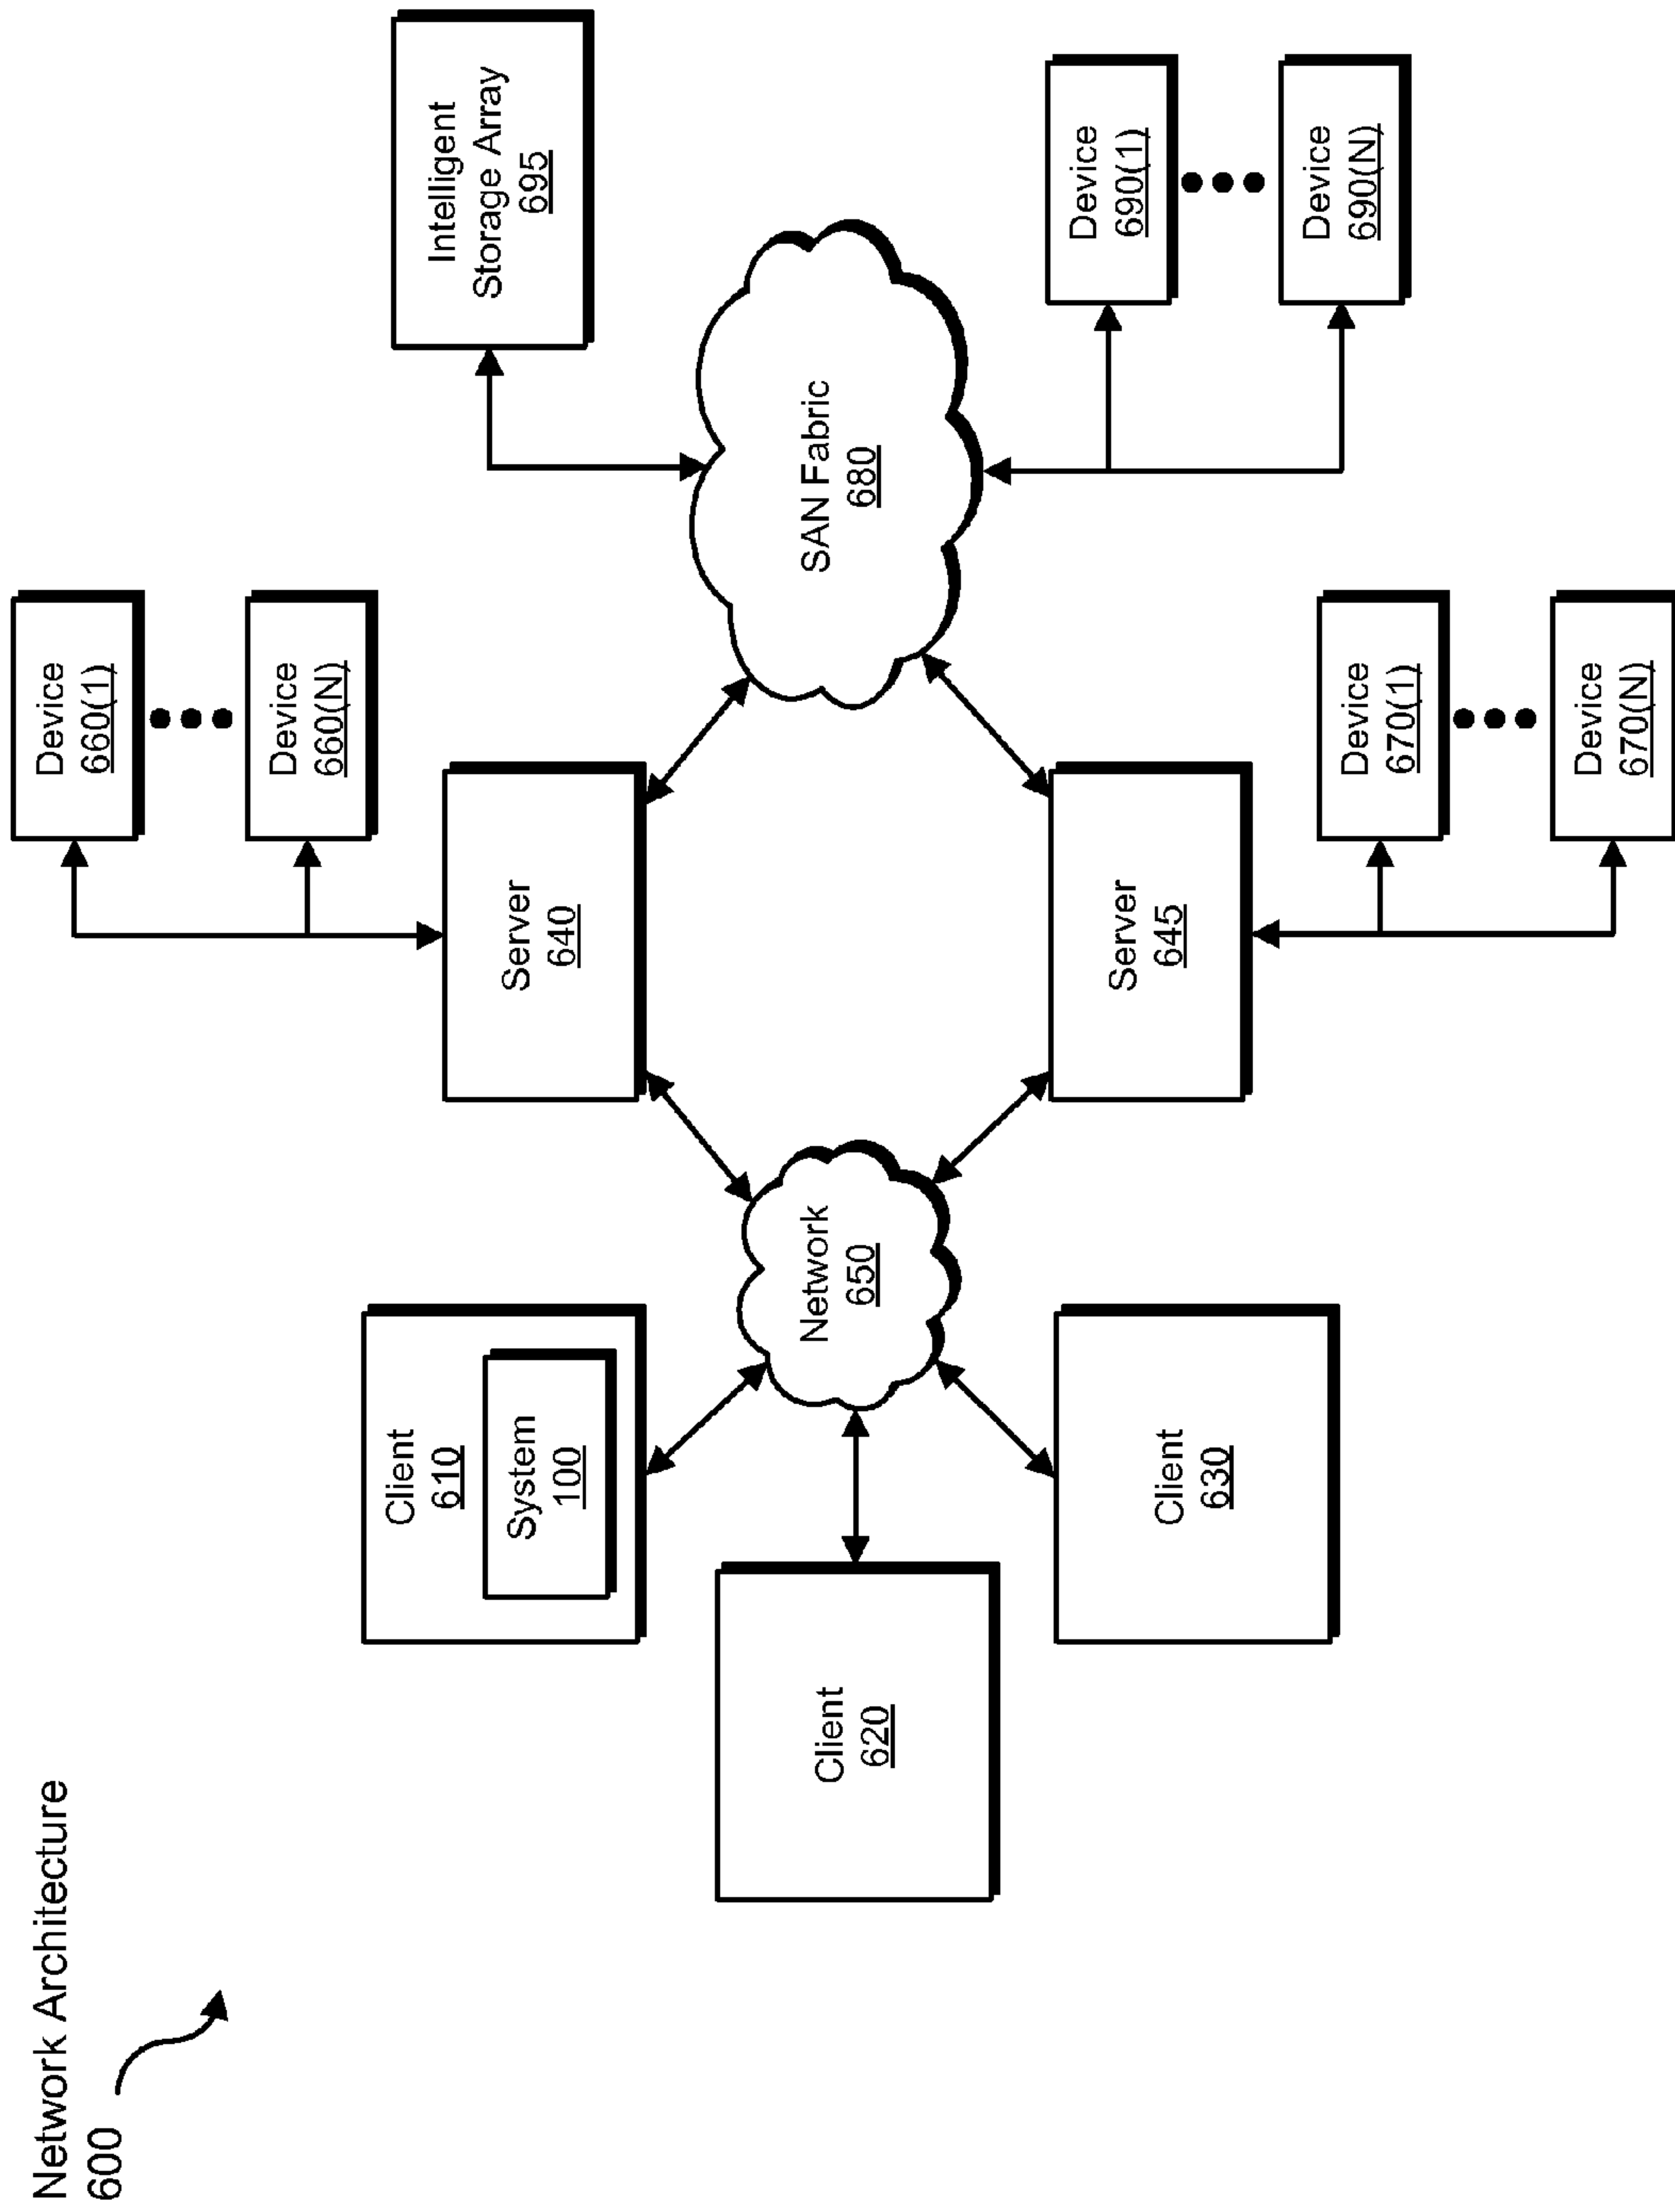 Network Architecture
600
Device
660(1)
Device
660(N)
Intelligent
Storage Array
695
Client
610
System
100
Server
640
Client
620
Network
650
SAN Fabric
680
Client
630
Server
645
Device
690(1)
Device
690(N)
Device
670(1)
Device
670(N)